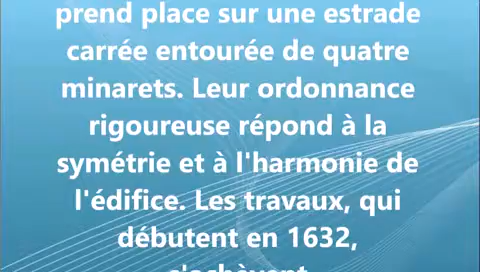 prend place sur une estrade
carrée entourée de quatre
minarets. Leur ordonnance
rigoureuse répond à la
symétrie et à l'harmonie de
l'édifice. Les travaux, qui
débutent en 1632,
s'achèvent